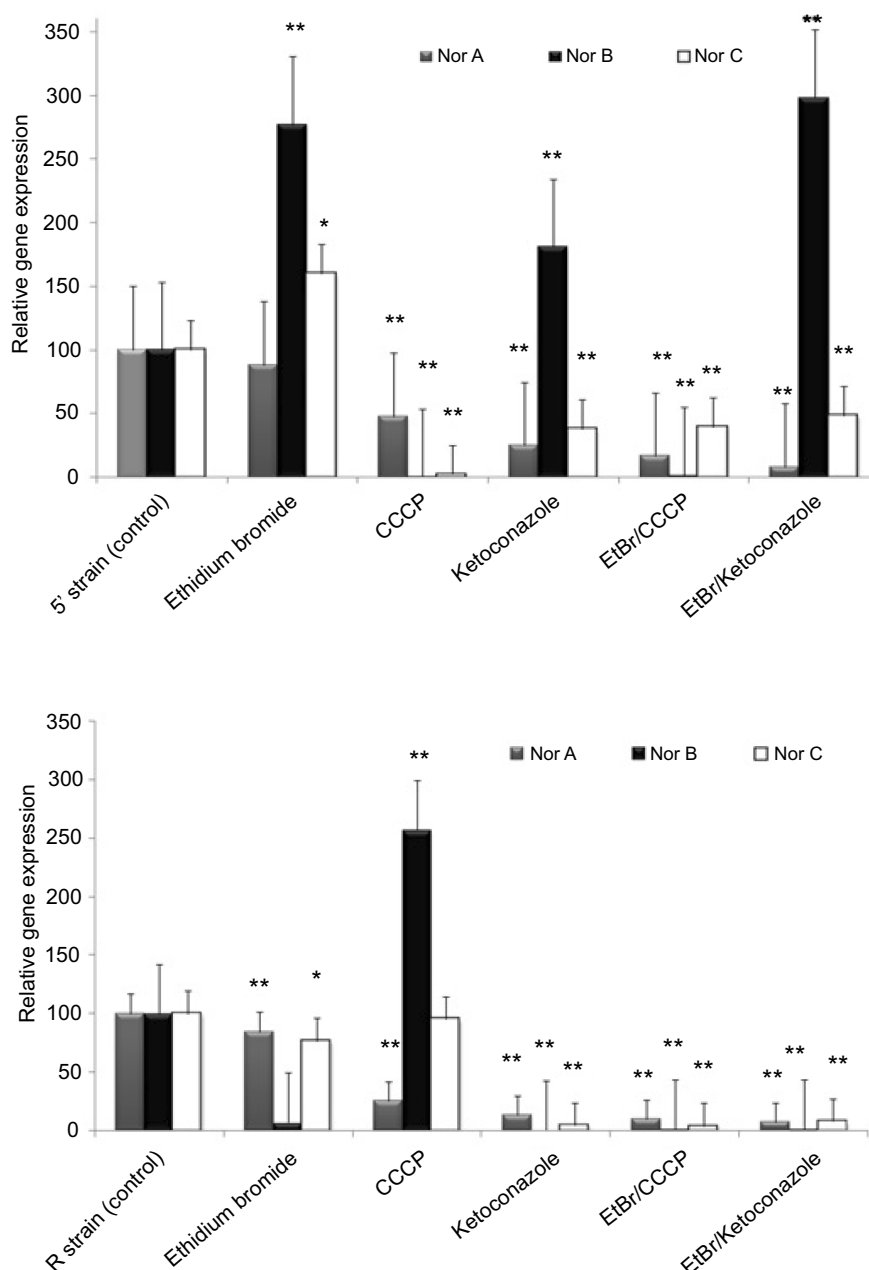 350
300
250
200
150
100
50
0
Relative gene expression
Nor A Nor B Nor C
**
*
**
**
**
**
**
**
**
**
**
**
**
**
5' strain (control)
Ethidium bromide
CCCP
Ketoconazole
EtBr/CCCP
EtBr/Ketoconazole
350
300
250
200
150
100
50
0
Relative gene expression
Nor A Nor B Nor C
**
*
**
**
**
**
**
**
**
**
**
**
**
R strain (control)
Ethidium bromide
CCCP
Ketoconazole
EtBr/CCCP
EtBr/Ketoconazole